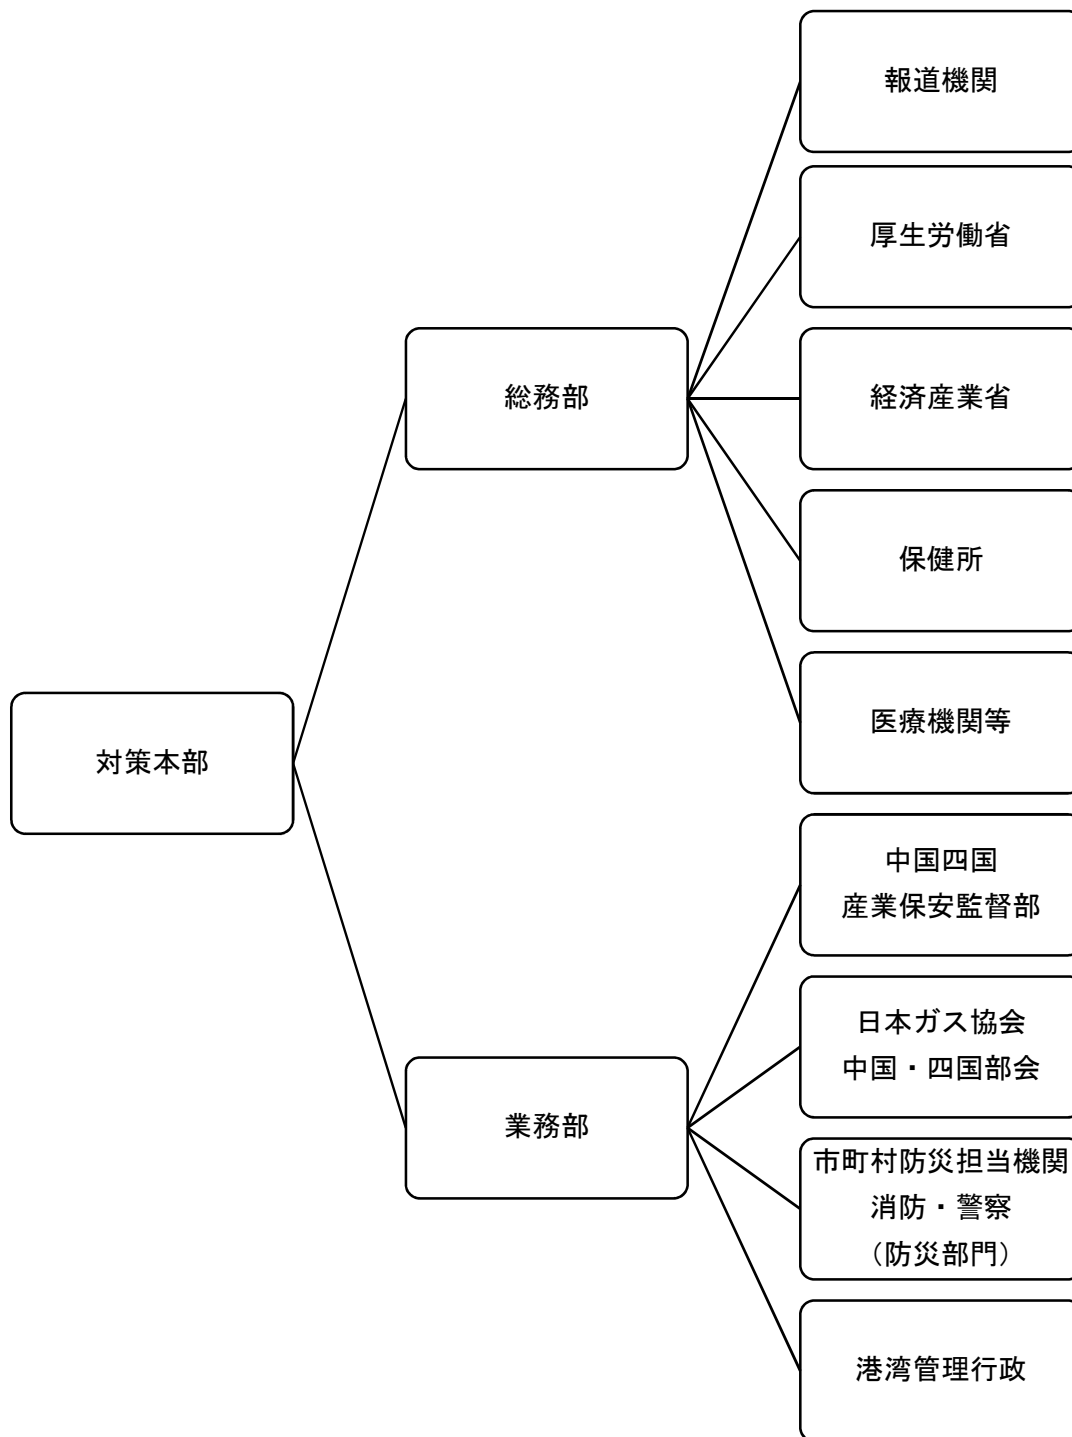 報道機関
厚生労働省
総務部
経済産業省
保健所
医療機関等
対策本部
中国四国
産業保安監督部
日本ガス協会
中国・四国部会
業務部
市町村防災担当機関
消防・警察
（防災部門）
港湾管理行政